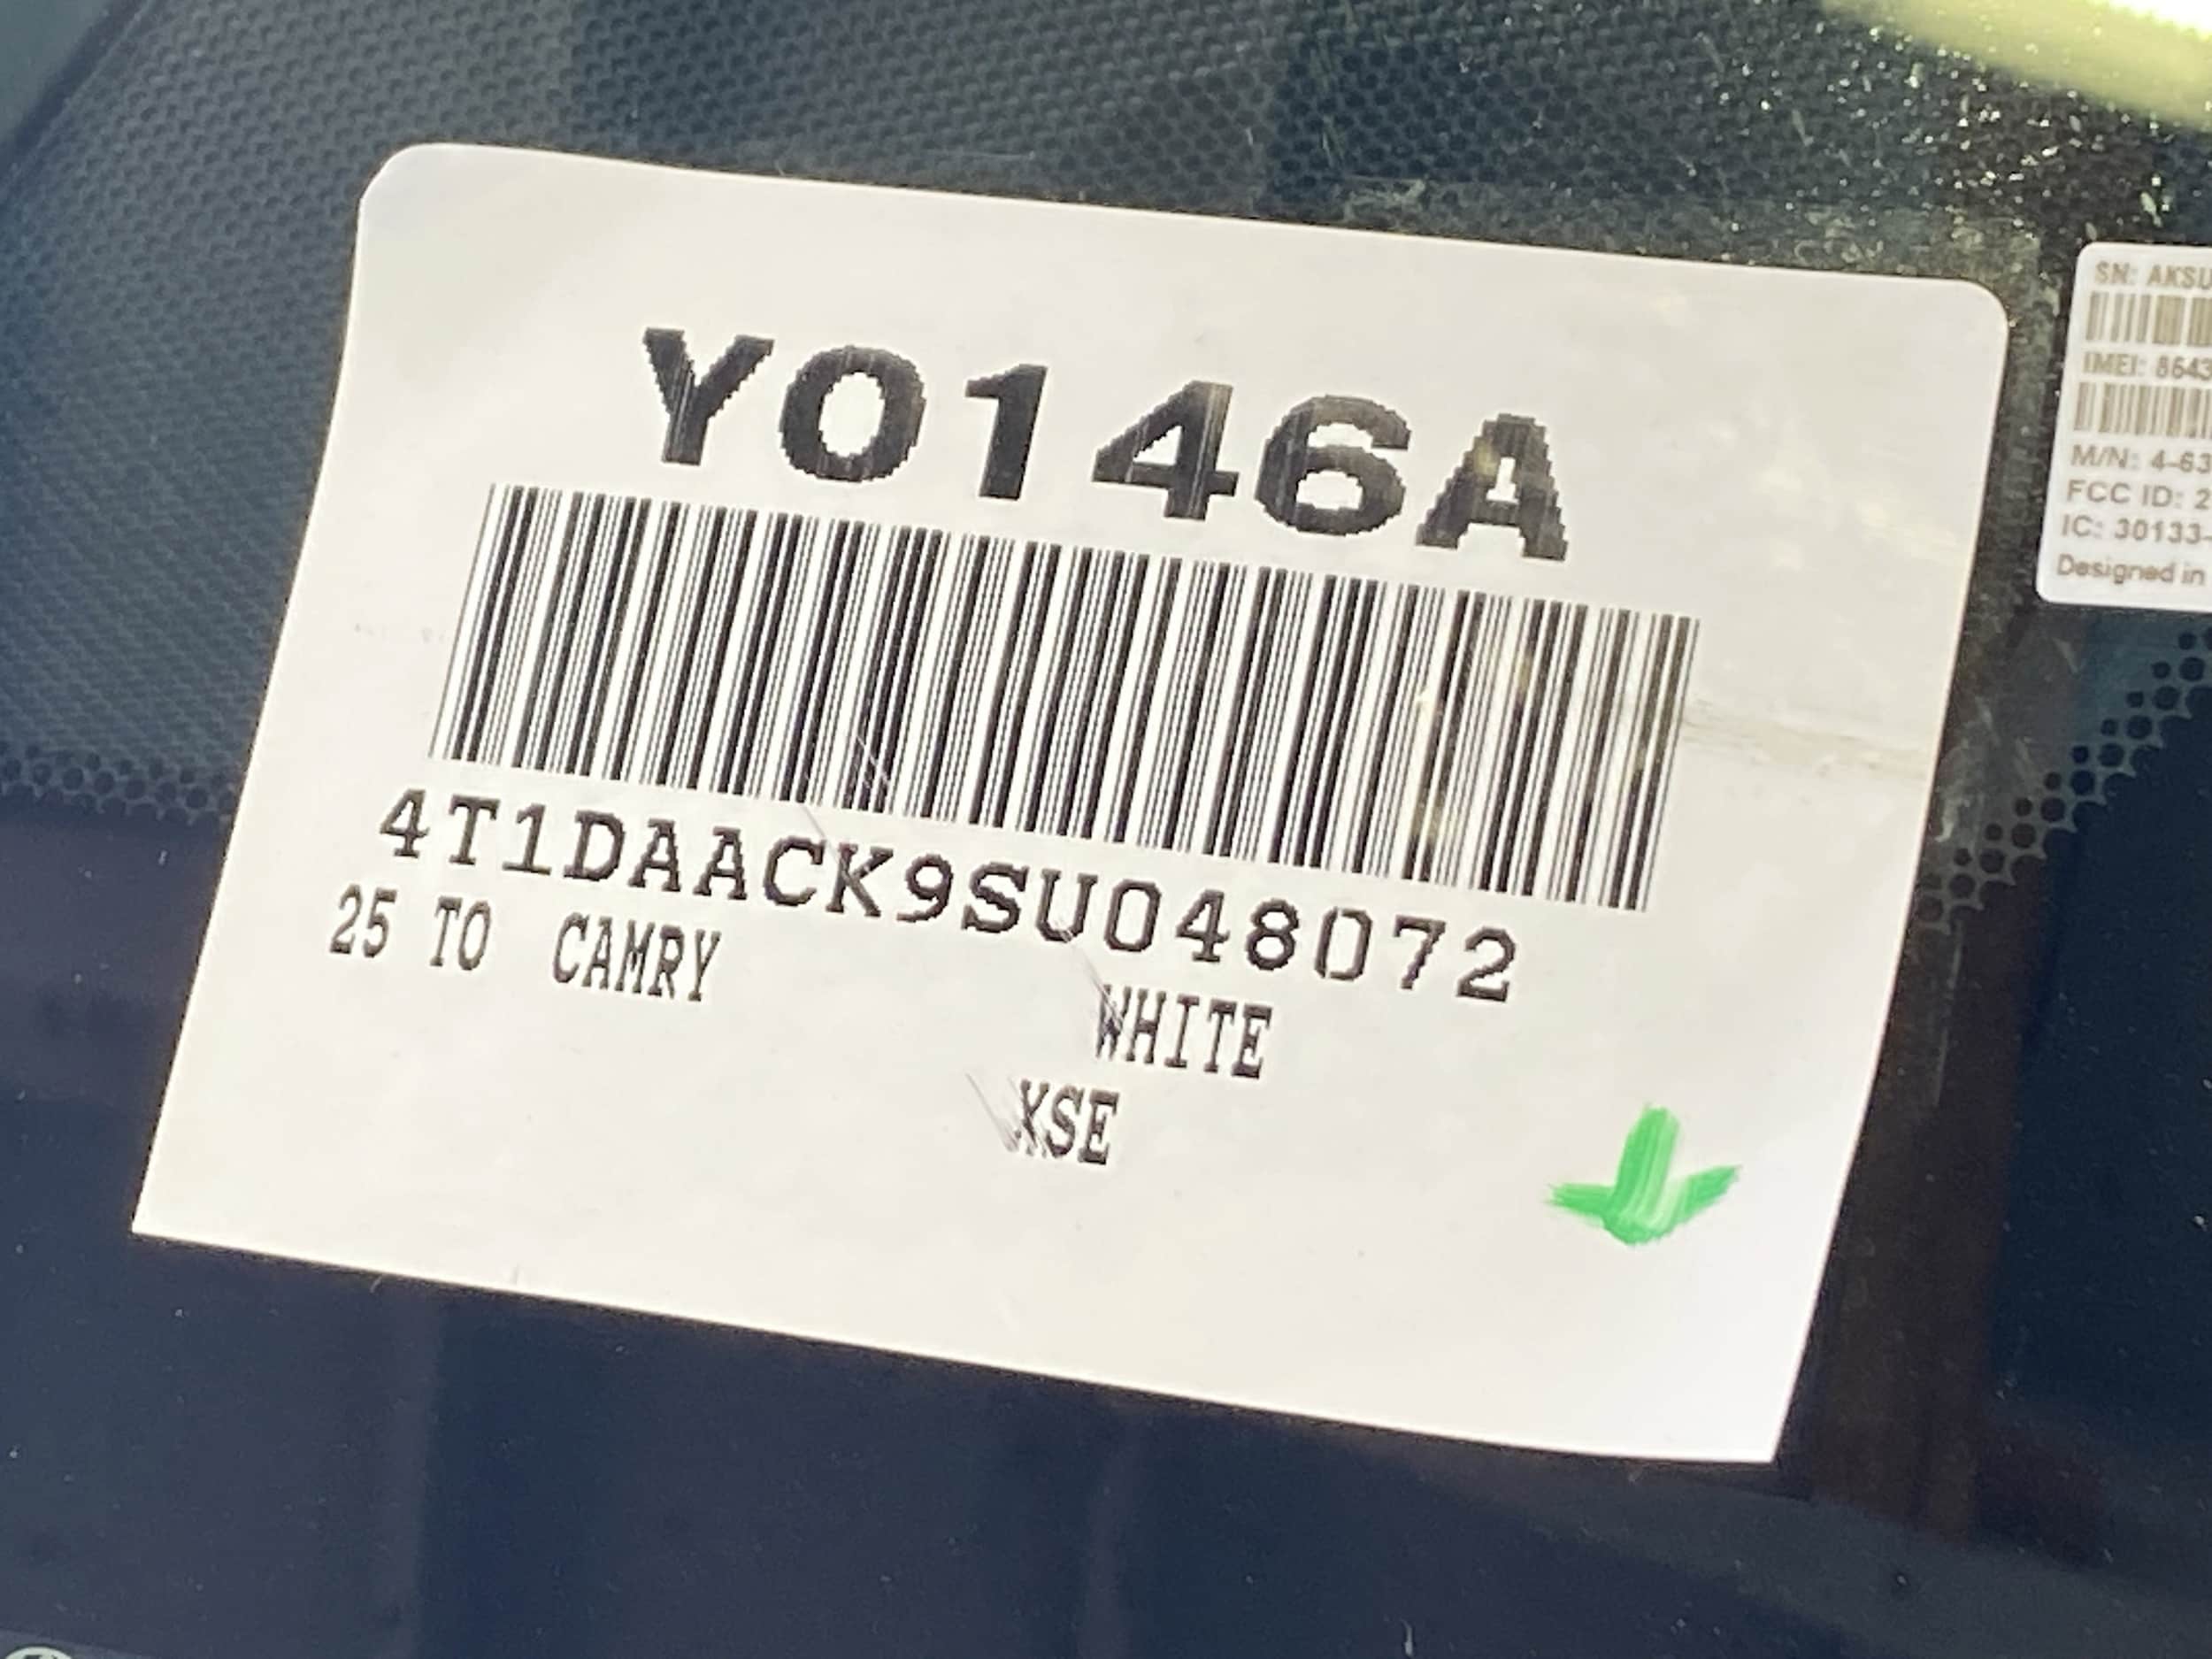 Y0146A
4T1DAACK9SU048072
25 TO CAMRY
WHITE
XSE
SN: AKSU
IMEI: 8643
M/N: 4-63
FCC ID: 2
IC: 30133-
Designed in